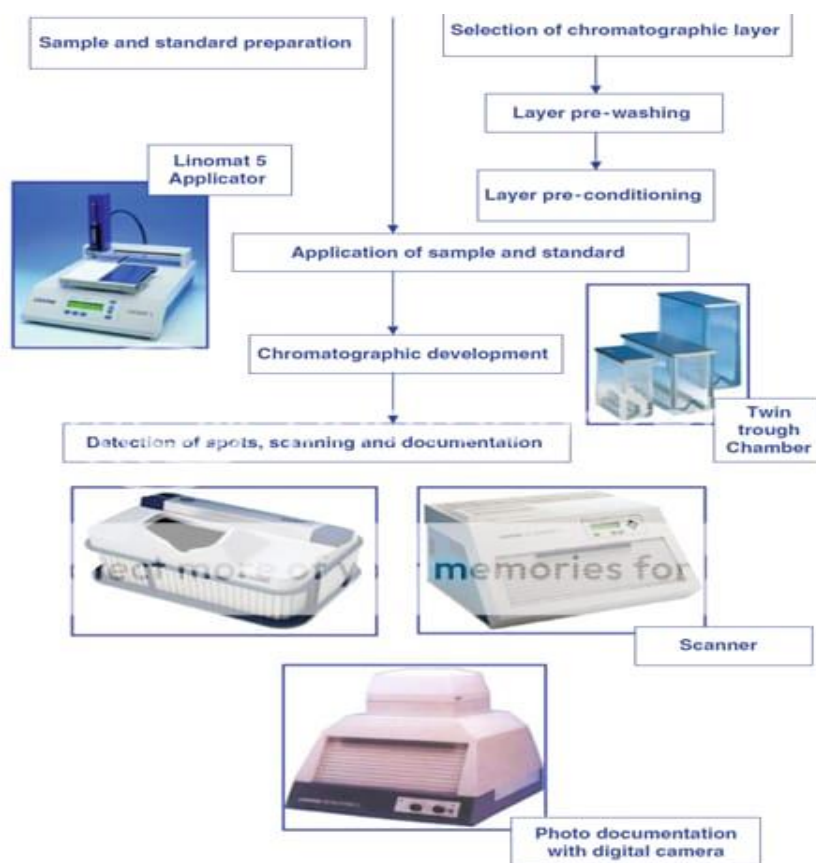 Sample and standard preparation
Selection of chromatographic layer
Layer pre-washing
Layer pre-conditioning
Linomat 5
Applicator
Application of sample and standard
Chromatographic development
Twin
trough
Chamber
Detection of spots, scanning and documentation
memories for
Scanner
Photo documentation
with digital camera